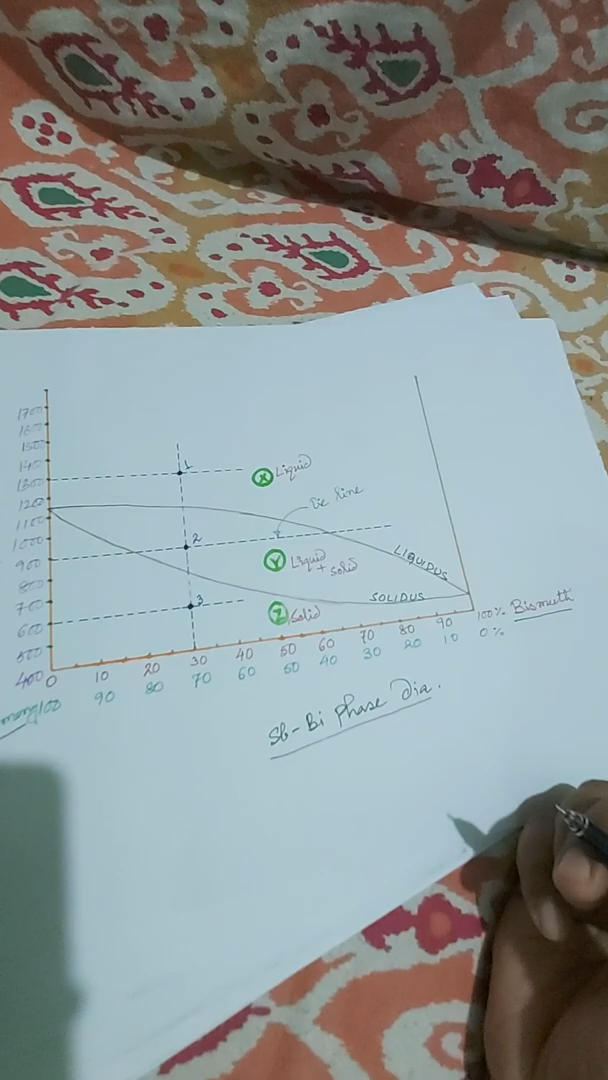 1700
1600
1500
1400
1300
1200
1100
1000
900
800
700
600
500
400
1
X Liquid
tie line
2
Y Liquid
+ solid
LIQUIDUS
3
SOLIDUS
Z Solid
0 10 20 30 40 50 60 70 80 90 100% Bismuth
100 90 80 70 60 50 40 30 20 10 0%
Sb-Bi phase Dia.